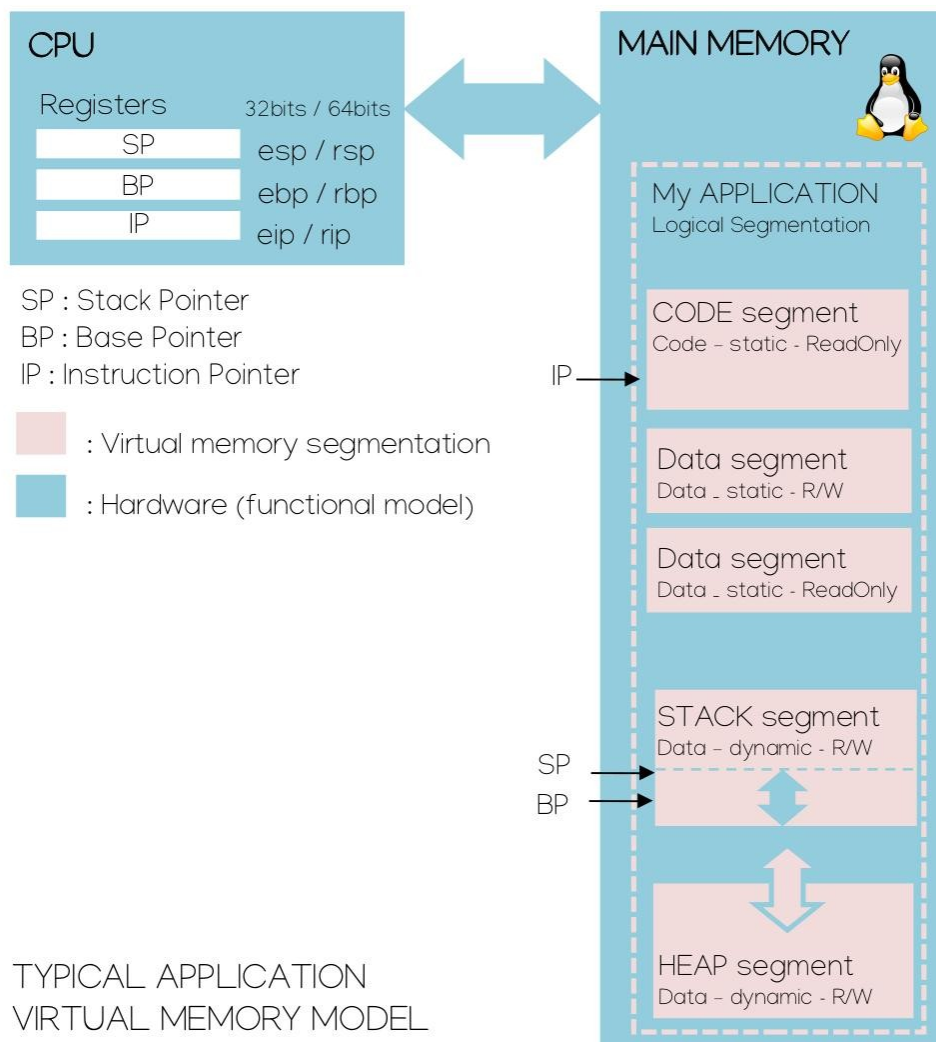 CPU
Registers 32bits / 64bits
SP esp / rsp
BP ebp / rbp
IP eip / rip
SP : Stack Pointer
BP : Base Pointer
IP : Instruction Pointer
: Virtual memory segmentation
: Hardware (functional model)
MAIN MEMORY
My APPLICATION
Logical Segmentation
CODE segment
Code – static - ReadOnly
IP
Data segment
Data _ static - R/W
Data segment
Data _ static - ReadOnly
STACK segment
Data – dynamic - R/W
SP
BP
HEAP segment
Data – dynamic - R/W
TYPICAL APPLICATION
VIRTUAL MEMORY MODEL